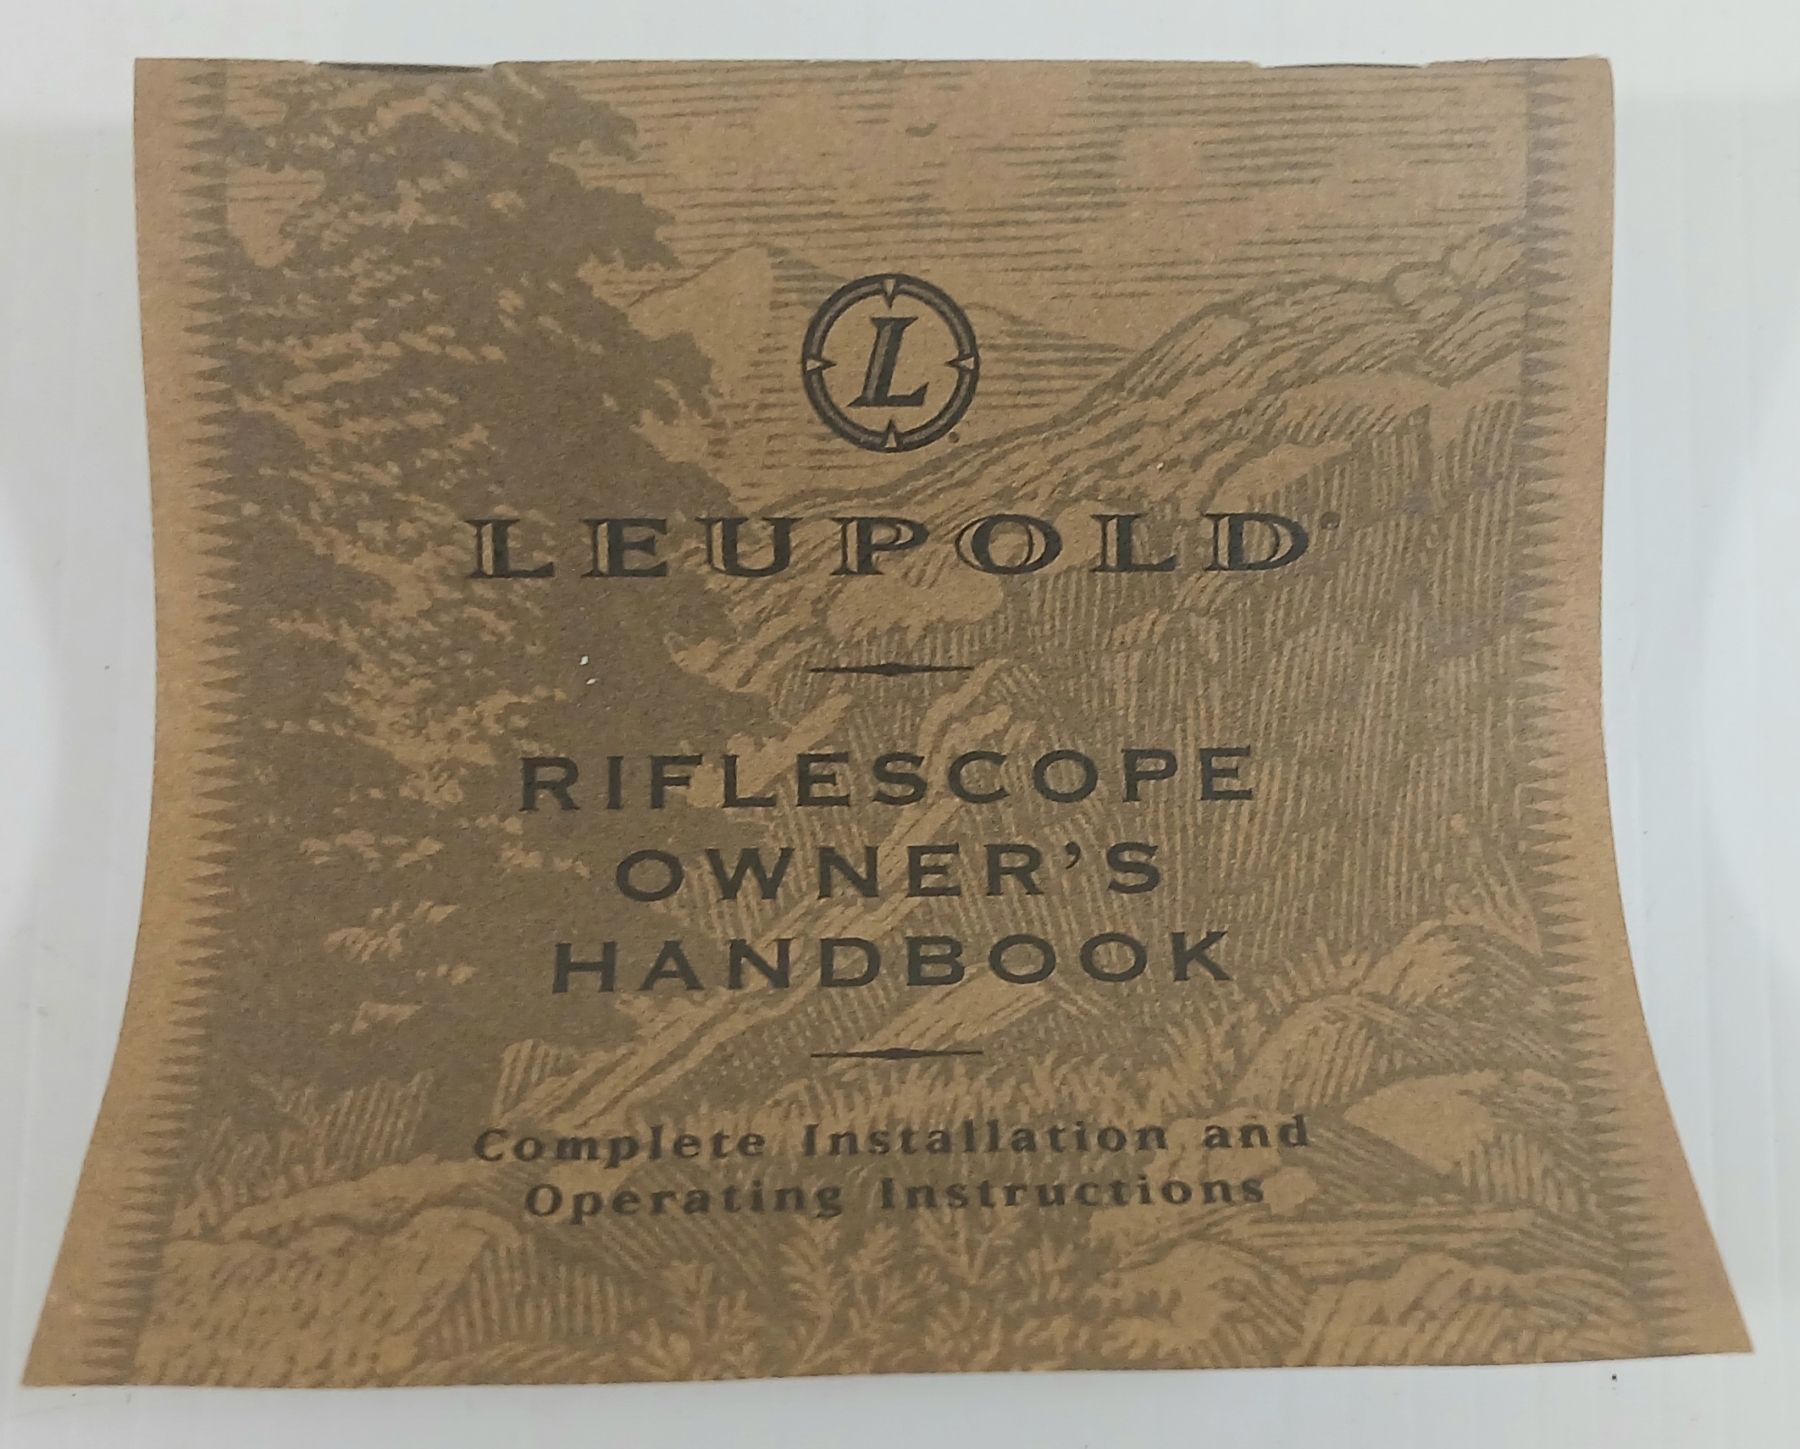 L
LEUPOLD®
RIFLESCOPE
OWNER'S
HANDBOOK
Complete Installation and
Operating Instructions